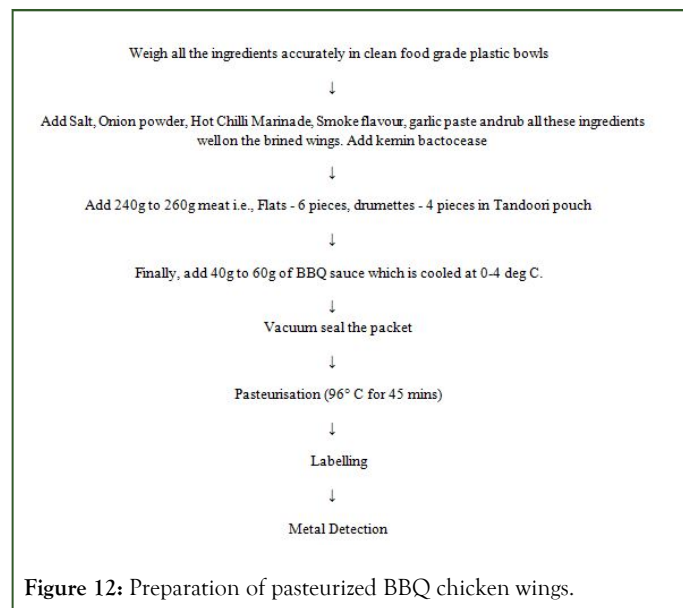 Weigh all the ingredients accurately in clean food grade plastic bowls
↓
Add Salt, Onion powder, Hot Chilli Marinade, Smoke flavour, garlic paste andrub all these ingredients
wellon the brined wings. Add kemin bactocease
↓
Add 240g to 260g meat i.e., Flats - 6 pieces, drumettes - 4 pieces in Tandoori pouch
↓
Finally, add 40g to 60g of BBQ sauce which is cooled at 0-4 deg C.
↓
Vacuum seal the packet
↓
Pasteurisation (96° C for 45 mins)
↓
Labelling
↓
Metal Detection
Figure 12: Preparation of pasteurized BBQ chicken wings.